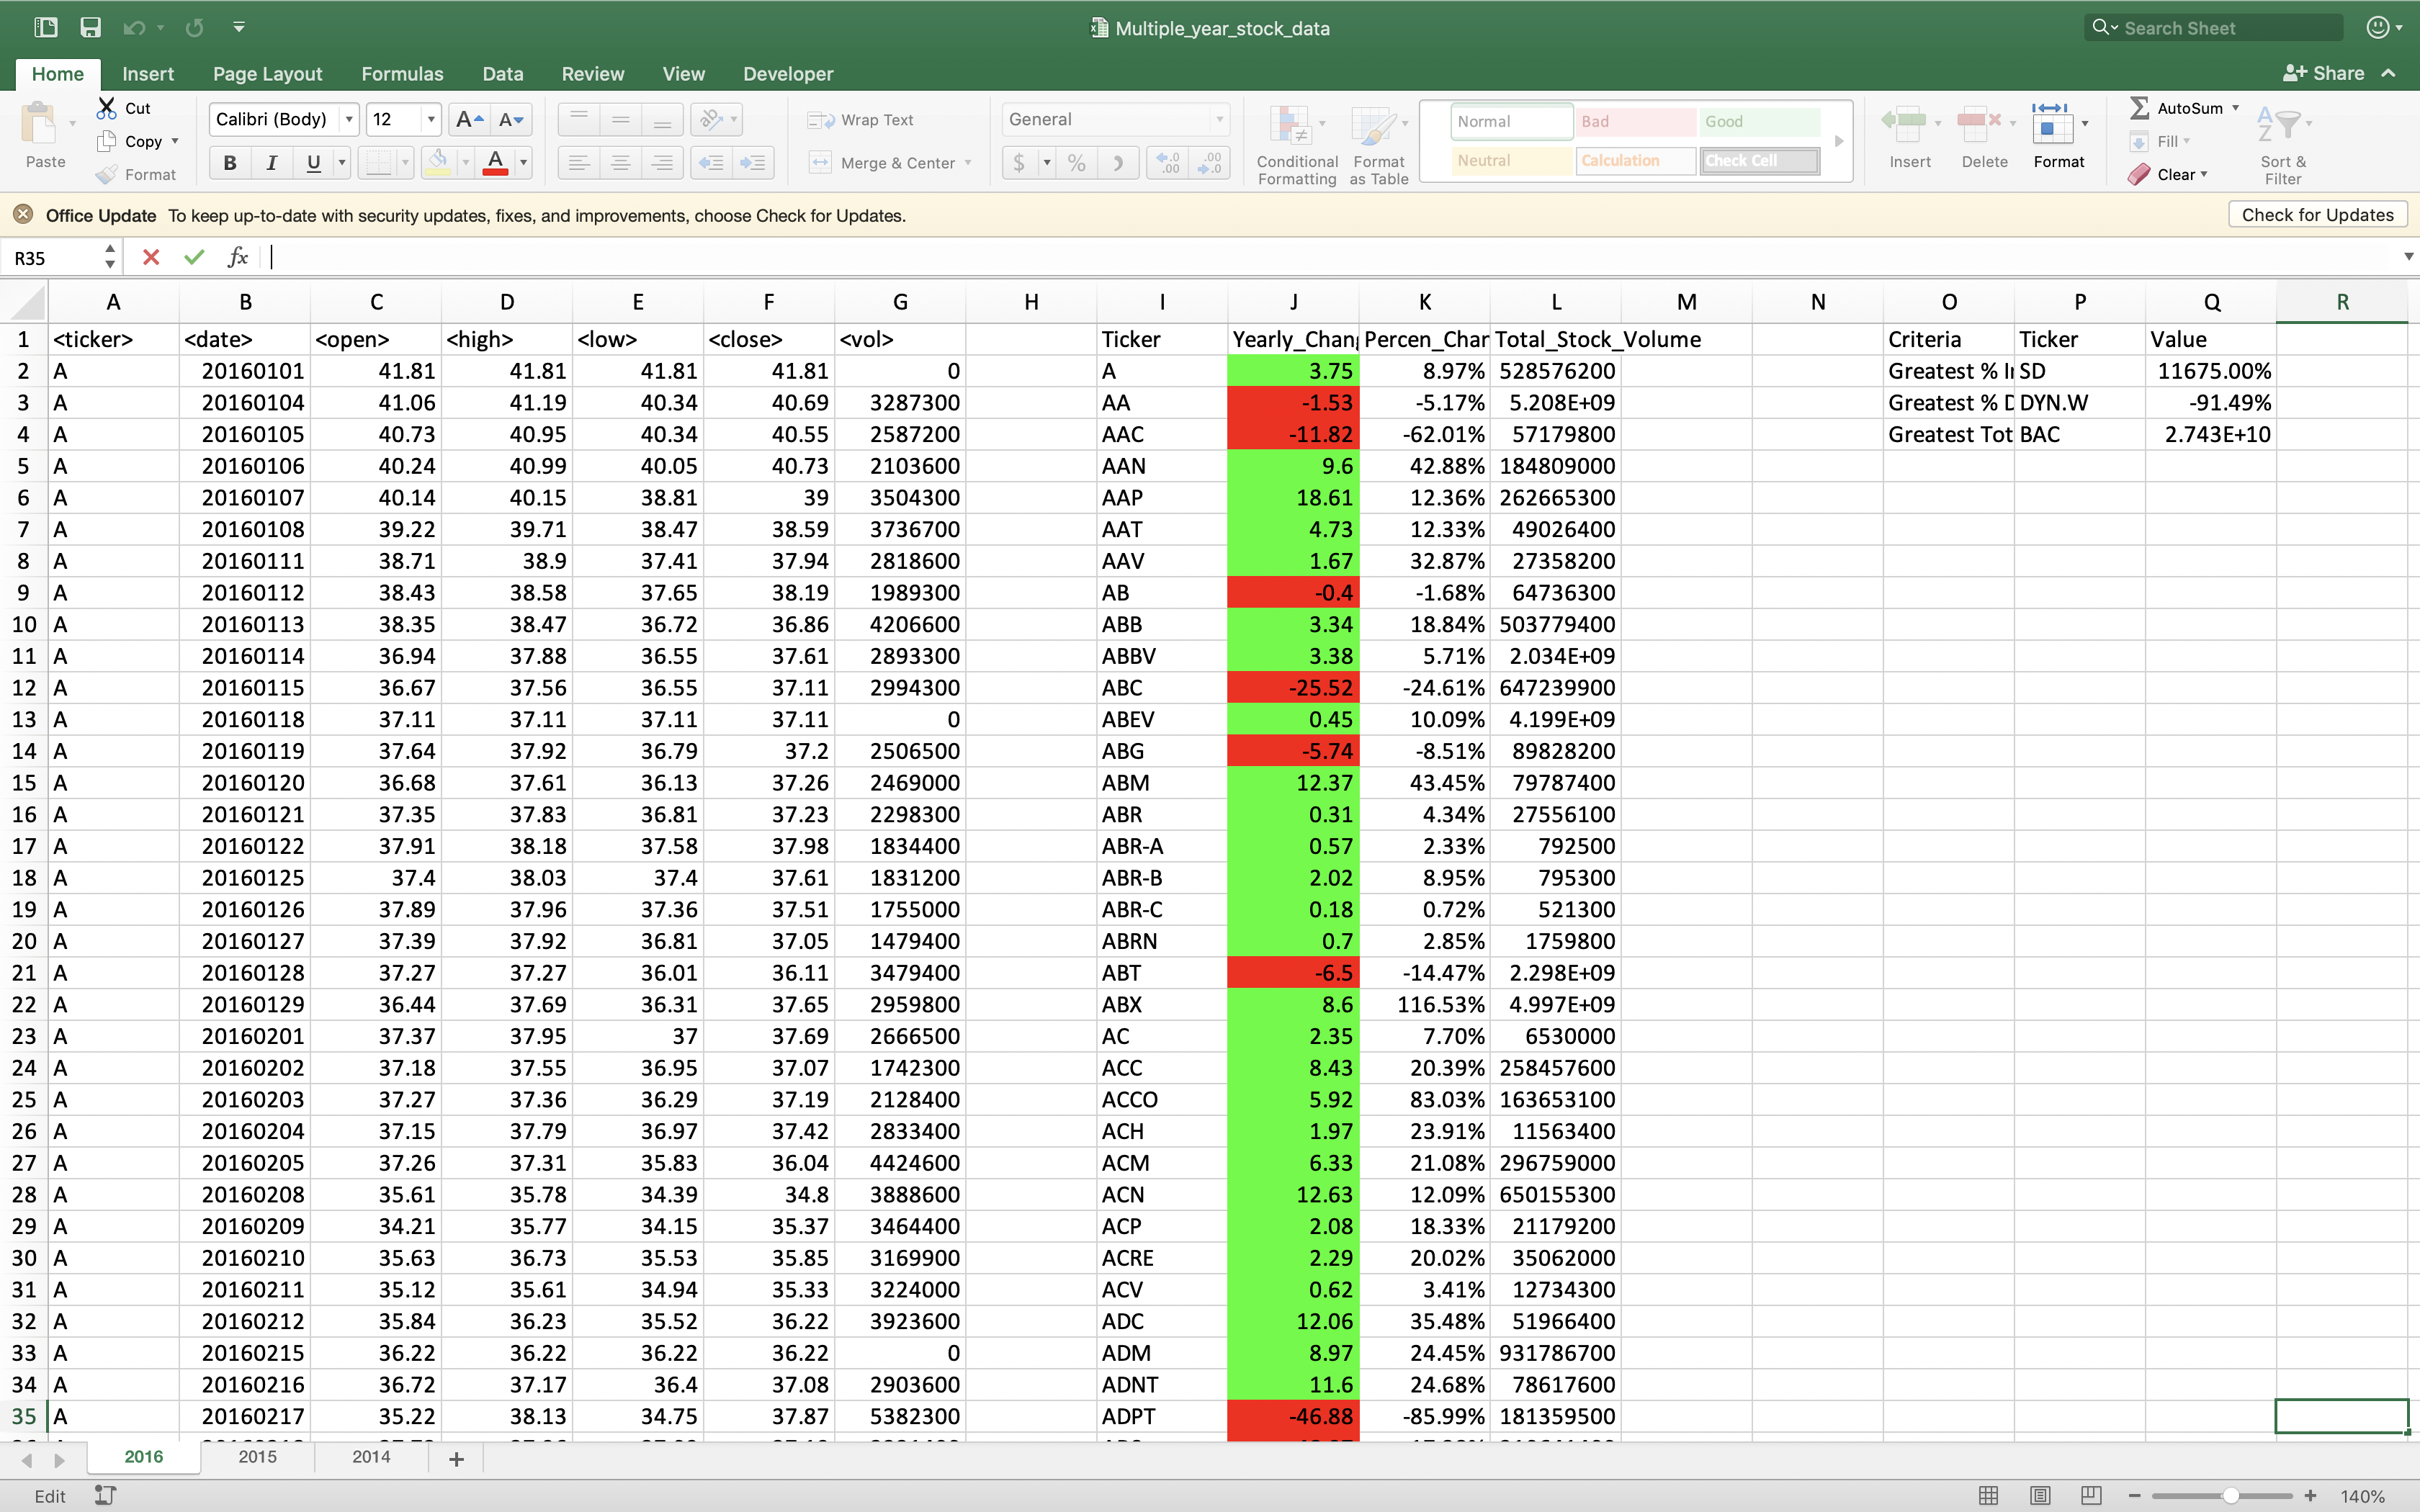 Multiple_year_stock_data
Search Sheet
Home Insert Page Layout Formulas Data Review View Developer Share
Paste Cut Copy Format
Calibri (Body) 12 A A
B I U A
Wrap Text
Merge & Center
General
$ % .0 .00 .00 .0
Conditional Formatting
Format as Table
Normal Bad Good
Neutral Calculation Check Cell
Insert Delete Format
AutoSum
Fill
Clear
A Z
Sort & Filter
Office Update To keep up-to-date with security updates, fixes, and improvements, choose Check for Updates. Check for Updates
R35 fx
A B C D E F G H I J K L M N O P Q R
1 <ticker> <date> <open> <high> <low> <close> <vol> Ticker Yearly_Chan Percen_Char Total_Stock_Volume Criteria Ticker Value
2 A 20160101 41.81 41.81 41.81 41.81 0 A 3.75 8.97% 528576200 Greatest % I SD 11675.00%
3 A 20160104 41.06 41.19 40.34 40.69 3287300 AA -1.53 -5.17% 5.208E+09 Greatest % D DYN.W -91.49%
4 A 20160105 40.73 40.95 40.34 40.55 2587200 AAC -11.82 -62.01% 57179800 Greatest Tot BAC 2.743E+10
5 A 20160106 40.24 40.99 40.05 40.73 2103600 AAN 9.6 42.88% 184809000
6 A 20160107 40.14 40.15 38.81 39 3504300 AAP 18.61 12.36% 262665300
7 A 20160108 39.22 39.71 38.47 38.59 3736700 AAT 4.73 12.33% 49026400
8 A 20160111 38.71 38.9 37.41 37.94 2818600 AAV 1.67 32.87% 27358200
9 A 20160112 38.43 38.58 37.65 38.19 1989300 AB -0.4 -1.68% 64736300
10 A 20160113 38.35 38.47 36.72 36.86 4206600 ABB 3.34 18.84% 503779400
11 A 20160114 36.94 37.88 36.55 37.61 2893300 ABBV 3.38 5.71% 2.034E+09
12 A 20160115 36.67 37.56 36.55 37.11 2994300 ABC -25.52 -24.61% 647239900
13 A 20160118 37.11 37.11 37.11 37.11 0 ABEV 0.45 10.09% 4.199E+09
14 A 20160119 37.64 37.92 36.79 37.2 2506500 ABG -5.74 -8.51% 89828200
15 A 20160120 36.68 37.61 36.13 37.26 2469000 ABM 12.37 43.45% 79787400
16 A 20160121 37.35 37.83 36.81 37.23 2298300 ABR 0.31 4.34% 27556100
17 A 20160122 37.91 38.18 37.58 37.98 1834400 ABR-A 0.57 2.33% 792500
18 A 20160125 37.4 38.03 37.4 37.61 1831200 ABR-B 2.02 8.95% 795300
19 A 20160126 37.89 37.96 37.36 37.51 1755000 ABR-C 0.18 0.72% 521300
20 A 20160127 37.39 37.92 36.81 37.05 1479400 ABRN 0.7 2.85% 1759800
21 A 20160128 37.27 37.27 36.01 36.11 3479400 ABT -6.5 -14.47% 2.298E+09
22 A 20160129 36.44 37.69 36.31 37.65 2959800 ABX 8.6 116.53% 4.997E+09
23 A 20160201 37.37 37.95 37 37.69 2666500 AC 2.35 7.70% 6530000
24 A 20160202 37.18 37.55 36.95 37.07 1742300 ACC 8.43 20.39% 258457600
25 A 20160203 37.27 37.36 36.29 37.19 2128400 ACCO 5.92 83.03% 163653100
26 A 20160204 37.15 37.79 36.97 37.42 2833400 ACH 1.97 23.91% 11563400
27 A 20160205 37.26 37.31 35.83 36.04 4424600 ACM 6.33 21.08% 296759000
28 A 20160208 35.61 35.78 34.39 34.8 3888600 ACN 12.63 12.09% 650155300
29 A 20160209 34.21 35.77 34.15 35.37 3464400 ACP 2.08 18.33% 21179200
30 A 20160210 35.63 36.73 35.53 35.85 3169900 ACRE 2.29 20.02% 35062000
31 A 20160211 35.12 35.61 34.94 35.33 3224000 ACV 0.62 3.41% 12734300
32 A 20160212 35.84 36.23 35.52 36.22 3923600 ADC 12.06 35.48% 51966400
33 A 20160215 36.22 36.22 36.22 36.22 0 ADM 8.97 24.45% 931786700
34 A 20160216 36.72 37.17 36.4 37.08 2903600 ADNT 11.6 24.68% 78617600
35 A 20160217 35.22 38.13 34.75 37.87 5382300 ADPT -46.88 -85.99% 181359500
2016 2015 2014 +
Edit 140%